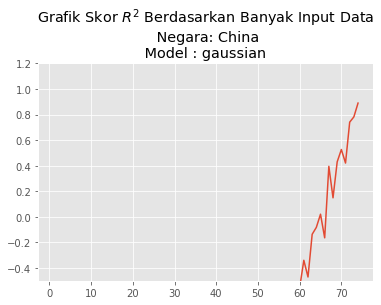 Grafik Skor R² Berdasarkan Banyak Input Data
Negara: China
Model : gaussian
1.2
1.0
0.8
0.6
0.4
0.2
0.0
−0.2
−0.4
0 10 20 30 40 50 60 70